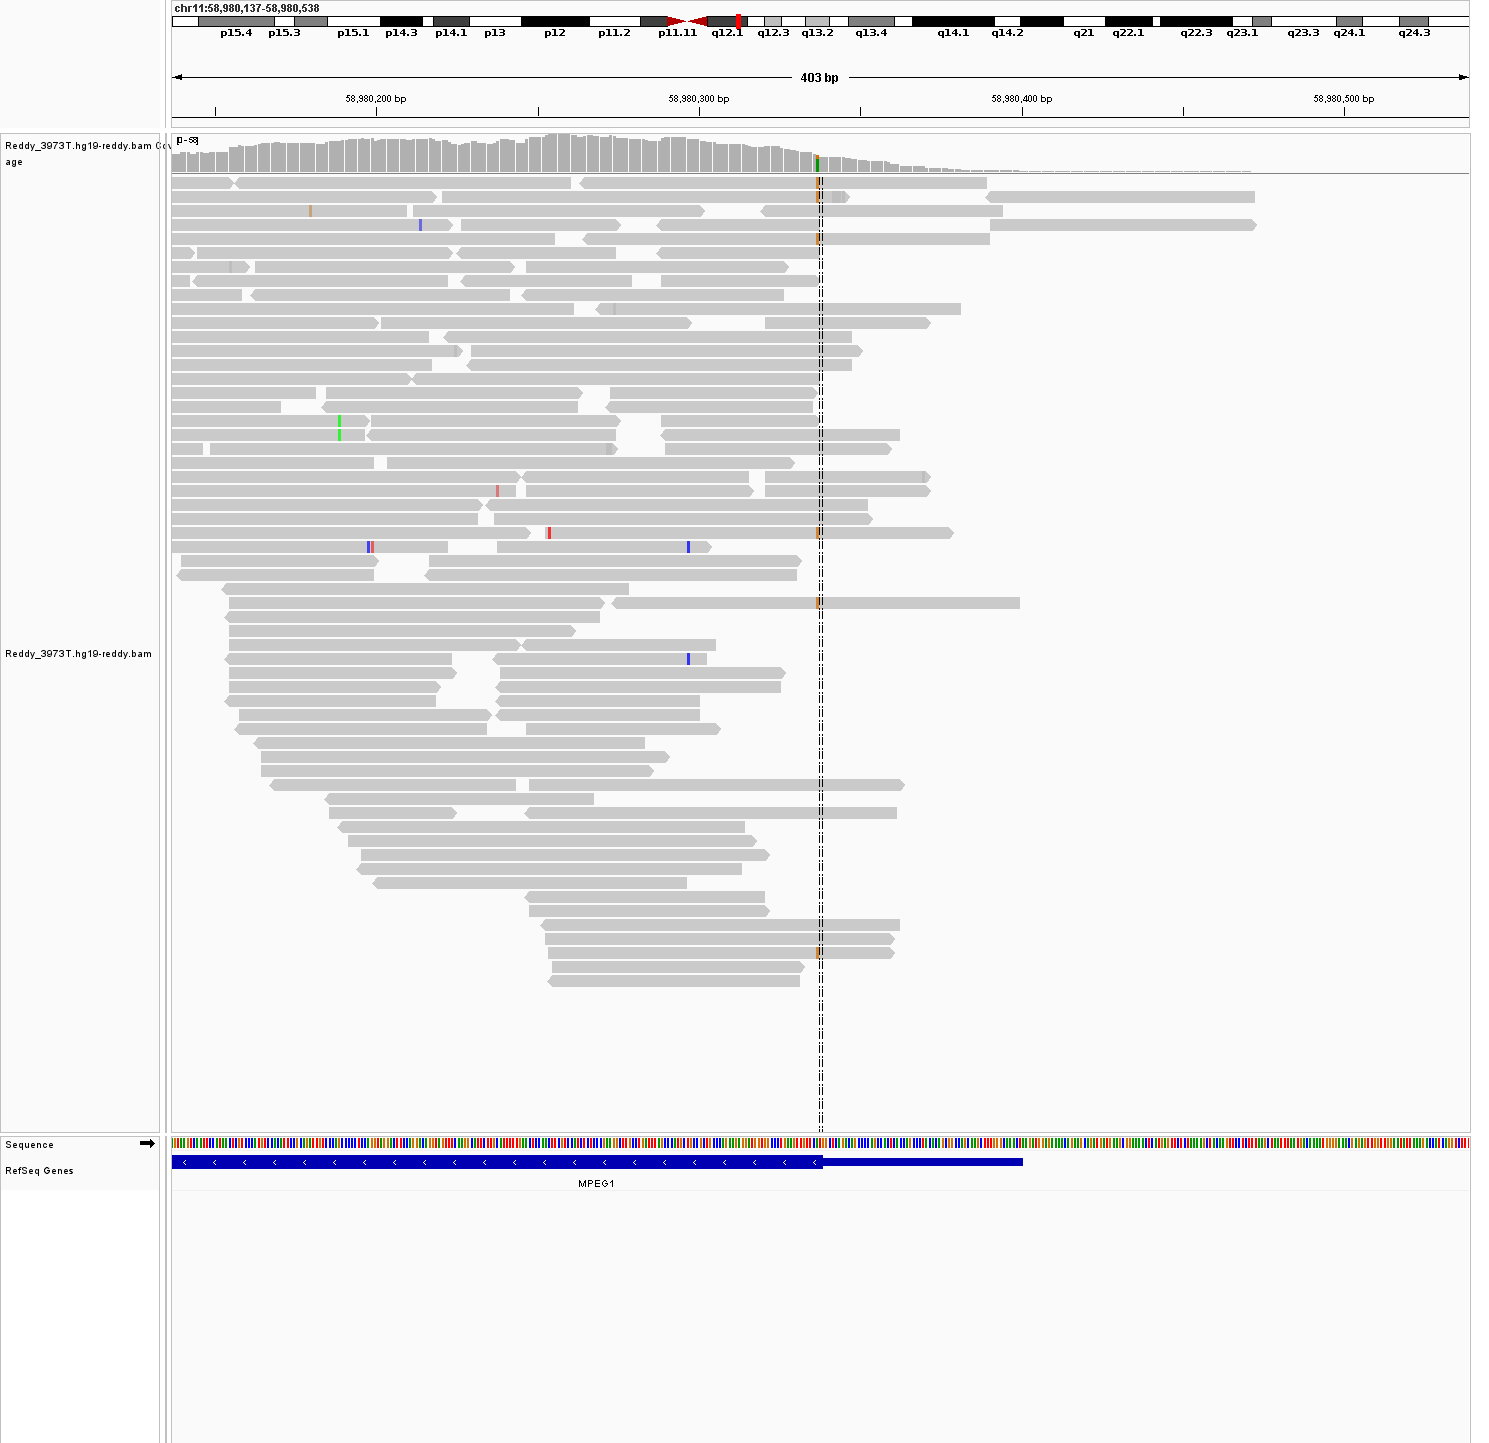 chr11:58,980,137-58,980,538
p15.4 p15.3 p15.1 p14.3 p14.1 p13 p12 p11.2 p11.11 q12.1 q12.3 q13.2 q13.4 q14.1 q14.2 q21 q22.1 q22.3 q23.1 q23.3 q24.1 q24.3
403 bp
58,980,200 bp 58,980,300 bp 58,980,400 bp 58,980,500 bp
[0 - 58]
Reddy_3973T.hg19-reddy.bam Cov
age
Reddy_3973T.hg19-reddy.bam
Sequence
RefSeq Genes
MPEG1